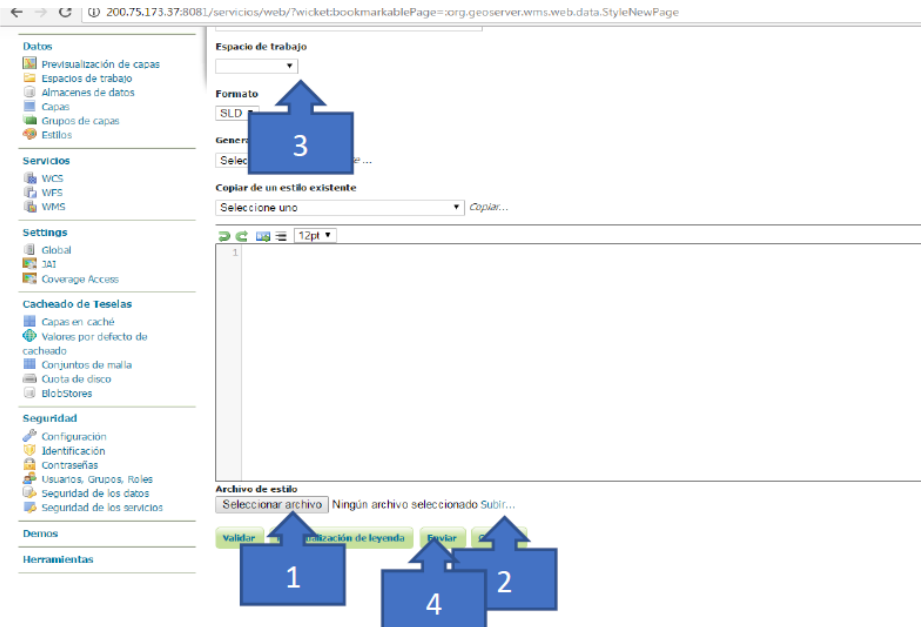 200.75.173.37:8081/servicios/web/?wicket:bookmarkablePage=:org.geoserver.wms.web.data.StyleNewPage
Datos
Previsualización de capas
Espacios de trabajo
Almacenes de datos
Capas
Grupos de capas
Estilos
Servicios
WCS
WFS
WMS
Settings
Global
JAI
Coverage Access
Cacheado de Teselas
Capas en caché
Valores por defecto de
cacheado
Conjuntos de malla
Cuota de disco
BlobStores
Seguridad
Configuración
Identificación
Contraseñas
Usuarios, Grupos, Roles
Seguridad de los datos
Seguridad de los servicios
Demos
Herramientas
Espacio de trabajo
Formato
SLD
3
Copiar de un estilo existente
Seleccione uno Copiar...
12pt
1
Archivo de estilo
Seleccionar archivo Ningún archivo seleccionado Subir...
Validar de leyenda Enviar
1
2
4